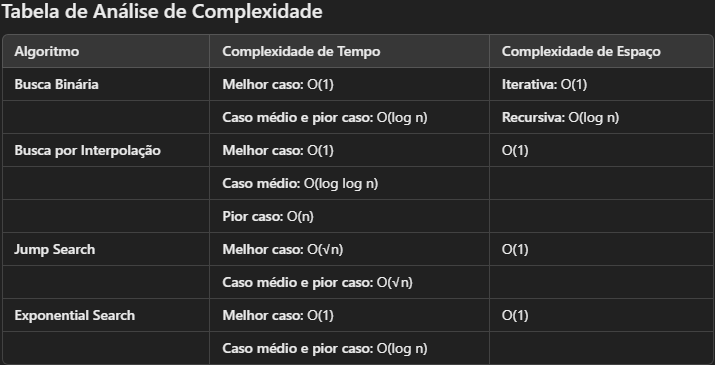 Tabela de Análise de Complexidade
Algoritmo Complexidade de Tempo Complexidade de Espaço
Busca Binária Melhor caso: O(1) Iterativa: O(1)
Caso médio e pior caso: O(log n) Recursiva: O(log n)
Busca por Interpolação Melhor caso: O(1) O(1)
Caso médio: O(log log n)
Pior caso: O(n)
Jump Search Melhor caso: O(√n) O(1)
Caso médio e pior caso: O(√n)
Exponential Search Melhor caso: O(1) O(1)
Caso médio e pior caso: O(log n)